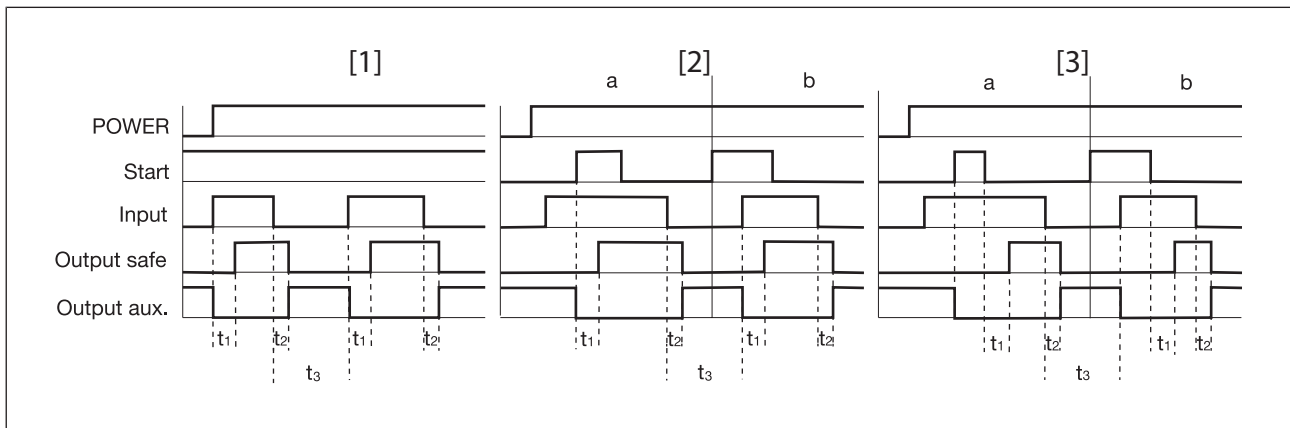 [1] [2] [3]
a b a b
POWER
Start
Input
Output safe
Output aux.
t1 t2 t1 t2 t1 t2 t1 t2 t1 t2 t1 t2
t3 t3 t3